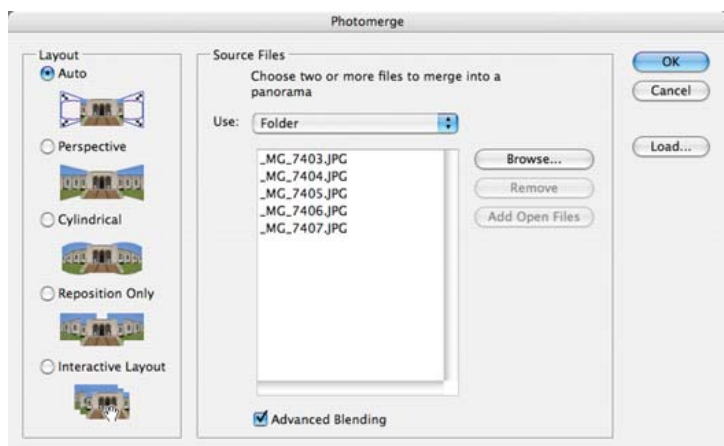 Photomerge
Layout
Auto
Perspective
Cylindrical
Reposition Only
Interactive Layout
Source Files
Choose two or more files to merge into a
panorama
Use:
Folder
_MG_7403.JPG
_MG_7404.JPG
_MG_7405.JPG
_MG_7406.JPG
_MG_7407.JPG
Browse...
Remove
Add Open Files
Advanced Blending
OK
Cancel
Load...